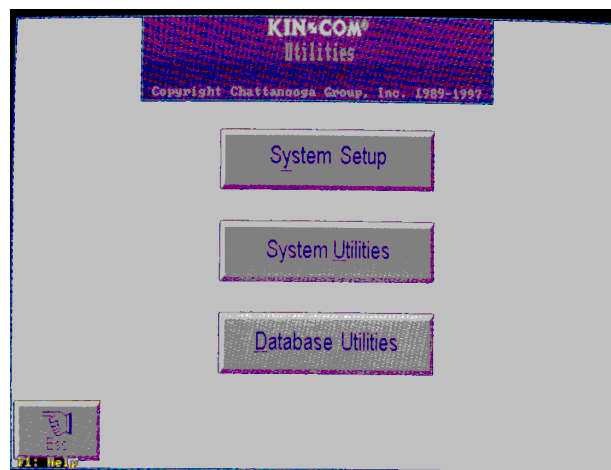 KIN-COM®
Utilities
Copyright Chattanooga Group, Inc. 1989-1997
System Setup
System Utilities
Database Utilities
Esc
F1: Help